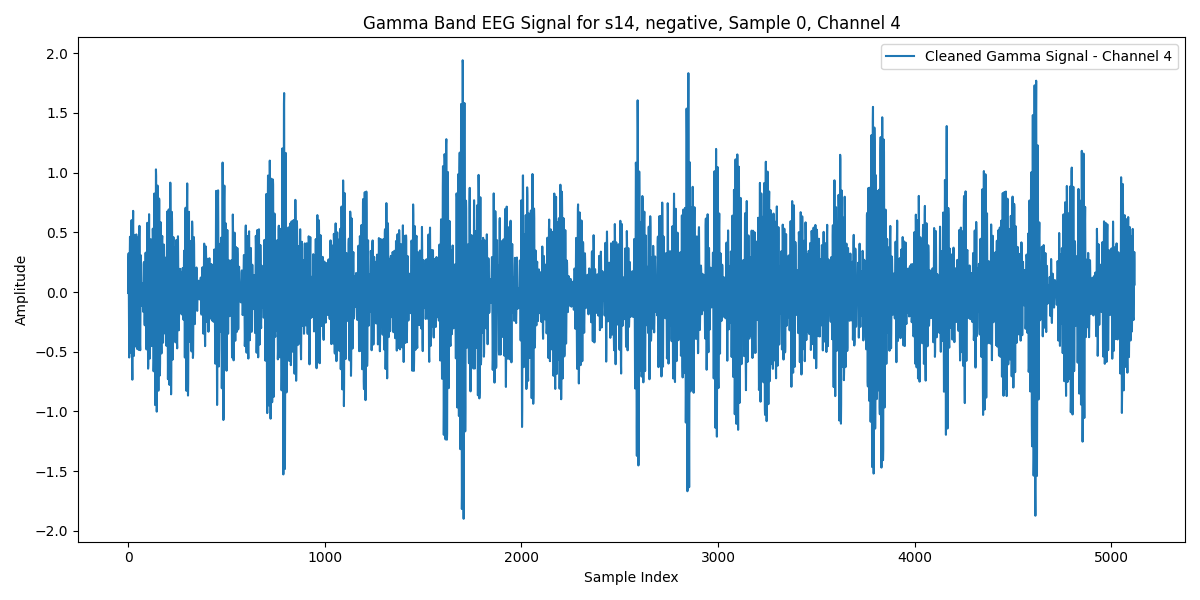 Gamma Band EEG Signal for s14, negative, Sample 0, Channel 4
Cleaned Gamma Signal - Channel 4
Amplitude
2.0
1.5
1.0
0.5
0.0
−0.5
−1.0
−1.5
−2.0
0 1000 2000 3000 4000 5000
Sample Index